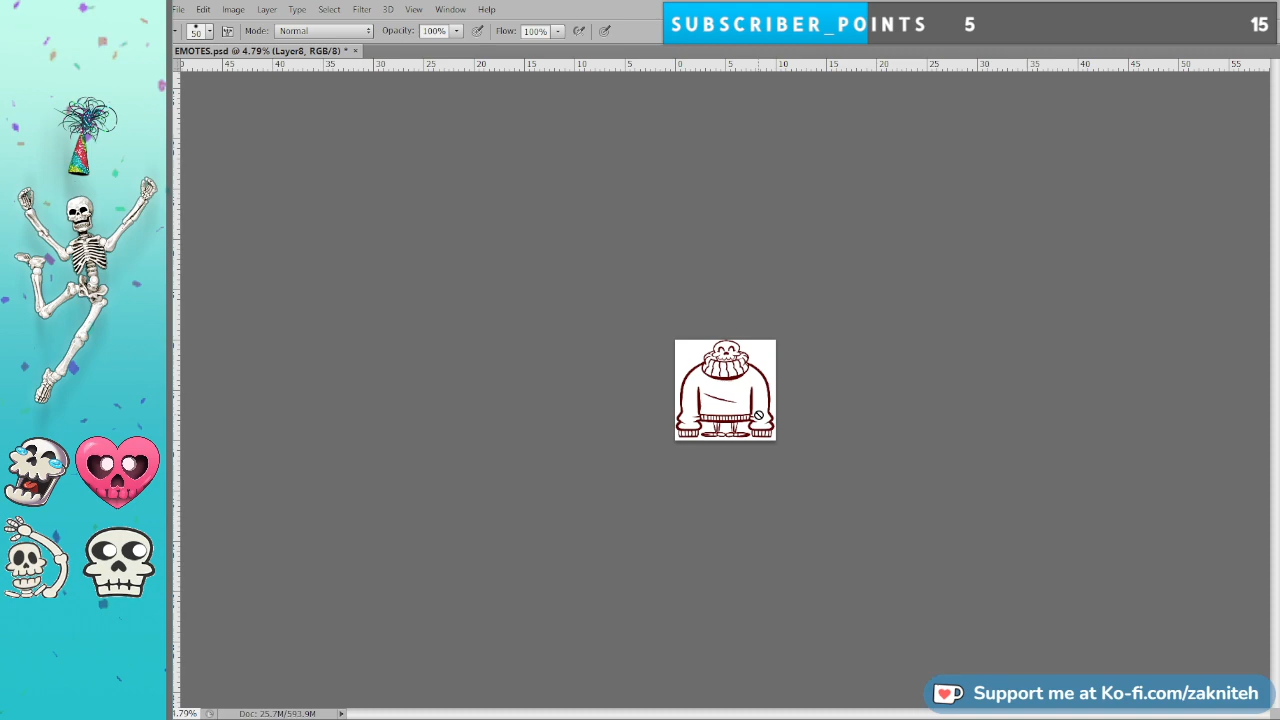 File Image Layer Type Select Filter 3D View Window Help
50 Mode: Normal Opacity: 100% Flow: 100%
SUBSCRIBER_POINTS 5 15
EMOTES.psd @ 4.79% (Layer8, RGB/8) * ×
45 40 35 30 25 20 15 10 5 0 5 10 15 20 25 30 35 40 45 50 55
Support me at Ko-fi.com/zakniteh
4.79% Doc: 25.7M/593.9M